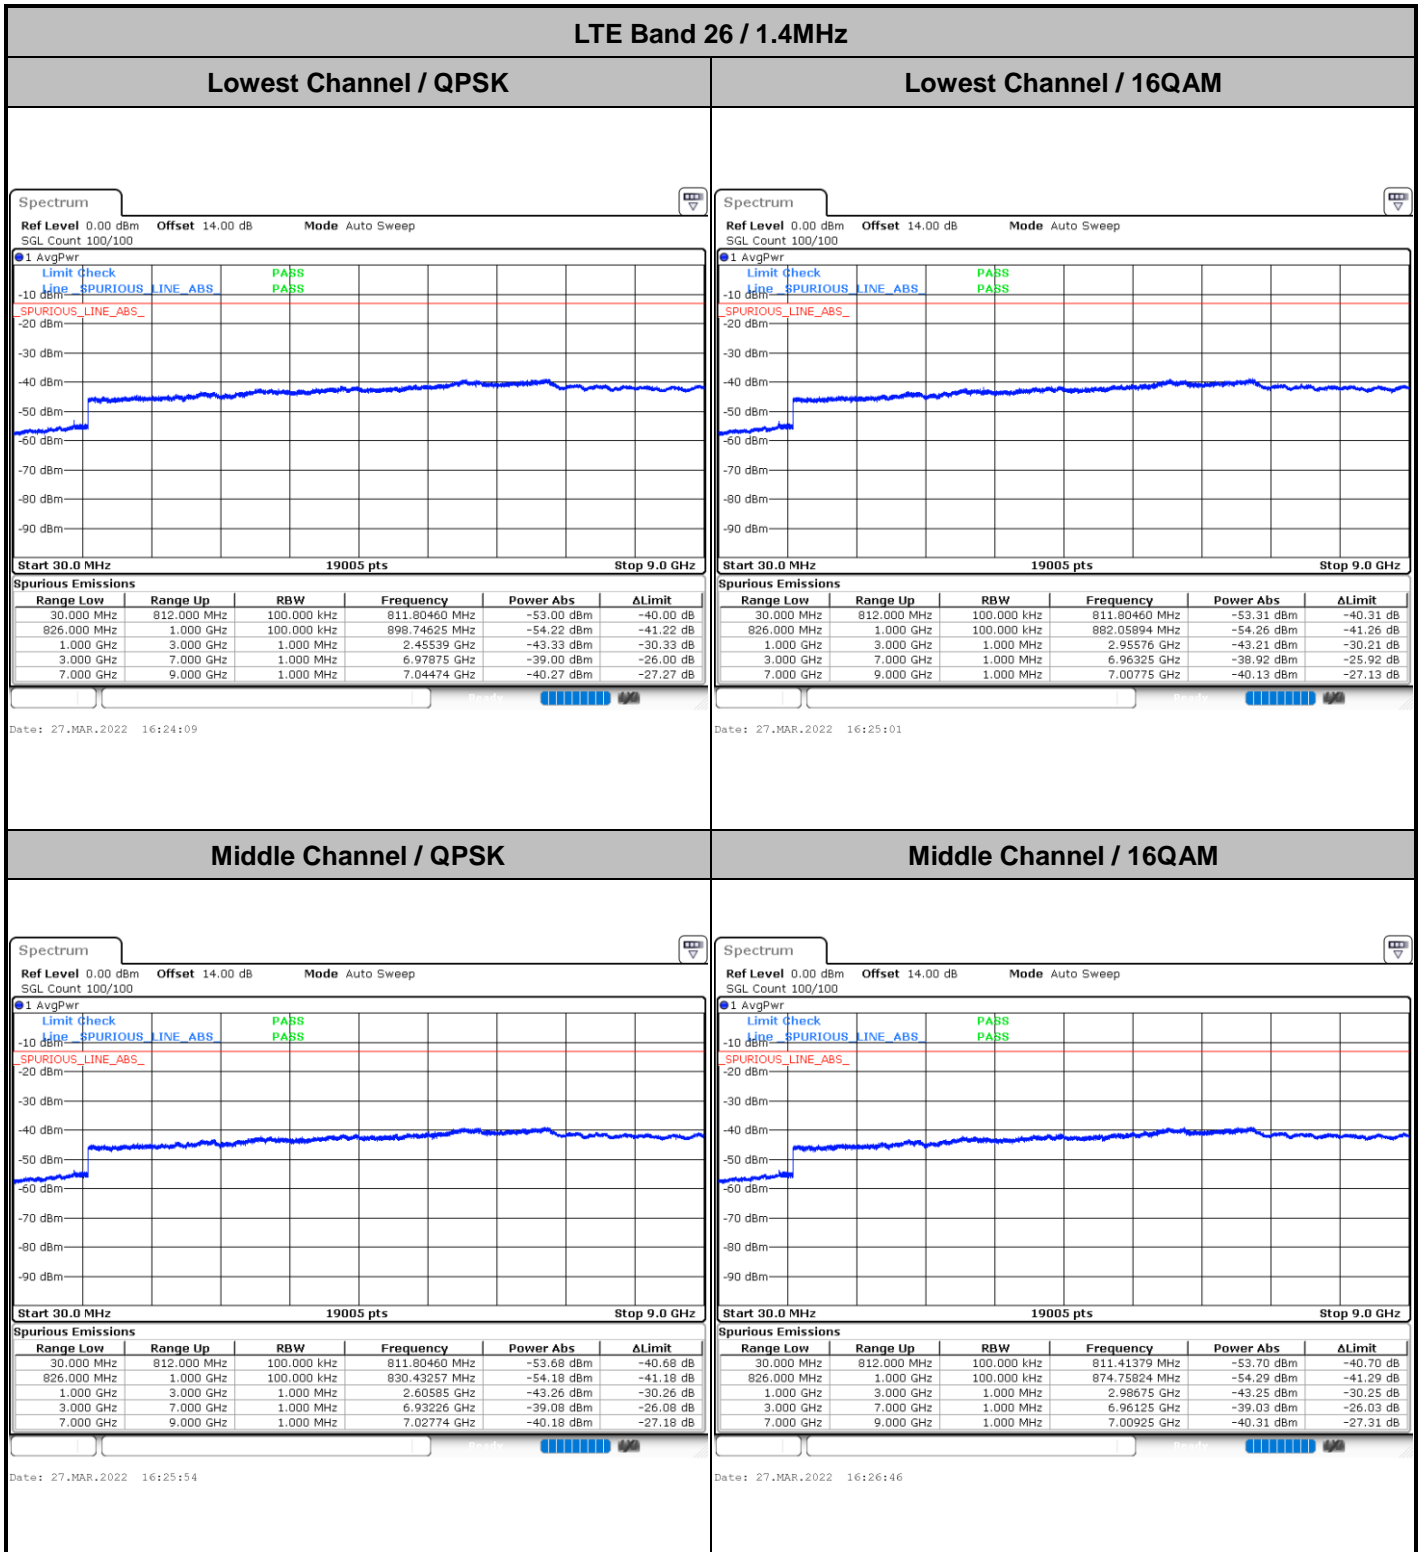 LTE Band 26 / 1.4MHz
Lowest Channel / QPSK
Lowest Channel / 16QAM
Spectrum
Ref Level 0.00 dBm Offset 14.00 dB Mode Auto Sweep
SGL Count 100/100
1 AvgPwr
Limit Check PASS
Line _SPURIOUS_LINE_ABS_ PASS
-10 dBm
_SPURIOUS_LINE_ABS_
-20 dBm
-30 dBm
-40 dBm
-50 dBm
-60 dBm
-70 dBm
-80 dBm
-90 dBm
Start 30.0 MHz 19005 pts Stop 9.0 GHz
Spurious Emissions
Range Low Range Up RBW Frequency Power Abs ΔLimit
30.000 MHz 812.000 MHz 100.000 kHz 811.80460 MHz -53.00 dBm -40.00 dB
826.000 MHz 1.000 GHz 100.000 kHz 898.74625 MHz -54.22 dBm -41.22 dB
1.000 GHz 3.000 GHz 1.000 MHz 2.45539 GHz -43.33 dBm -30.33 dB
3.000 GHz 7.000 GHz 1.000 MHz 6.97875 GHz -39.00 dBm -26.00 dB
7.000 GHz 9.000 GHz 1.000 MHz 7.04474 GHz -40.27 dBm -27.27 dB
Date: 27.MAR.2022 16:24:09
Spectrum
Ref Level 0.00 dBm Offset 14.00 dB Mode Auto Sweep
SGL Count 100/100
1 AvgPwr
Limit Check PASS
Line _SPURIOUS_LINE_ABS_ PASS
-10 dBm
_SPURIOUS_LINE_ABS_
-20 dBm
-30 dBm
-40 dBm
-50 dBm
-60 dBm
-70 dBm
-80 dBm
-90 dBm
Start 30.0 MHz 19005 pts Stop 9.0 GHz
Spurious Emissions
Range Low Range Up RBW Frequency Power Abs ΔLimit
30.000 MHz 812.000 MHz 100.000 kHz 811.80460 MHz -53.31 dBm -40.31 dB
826.000 MHz 1.000 GHz 100.000 kHz 882.05894 MHz -54.26 dBm -41.26 dB
1.000 GHz 3.000 GHz 1.000 MHz 2.95576 GHz -43.21 dBm -30.21 dB
3.000 GHz 7.000 GHz 1.000 MHz 6.96325 GHz -38.92 dBm -25.92 dB
7.000 GHz 9.000 GHz 1.000 MHz 7.00775 GHz -40.13 dBm -27.13 dB
Date: 27.MAR.2022 16:25:01
Middle Channel / QPSK
Middle Channel / 16QAM
Spectrum
Ref Level 0.00 dBm Offset 14.00 dB Mode Auto Sweep
SGL Count 100/100
1 AvgPwr
Limit Check PASS
Line _SPURIOUS_LINE_ABS_ PASS
-10 dBm
_SPURIOUS_LINE_ABS_
-20 dBm
-30 dBm
-40 dBm
-50 dBm
-60 dBm
-70 dBm
-80 dBm
-90 dBm
Start 30.0 MHz 19005 pts Stop 9.0 GHz
Spurious Emissions
Range Low Range Up RBW Frequency Power Abs ΔLimit
30.000 MHz 812.000 MHz 100.000 kHz 811.80460 MHz -53.68 dBm -40.68 dB
826.000 MHz 1.000 GHz 100.000 kHz 830.43257 MHz -54.18 dBm -41.18 dB
1.000 GHz 3.000 GHz 1.000 MHz 2.60585 GHz -43.26 dBm -30.26 dB
3.000 GHz 7.000 GHz 1.000 MHz 6.93226 GHz -39.08 dBm -26.08 dB
7.000 GHz 9.000 GHz 1.000 MHz 7.02774 GHz -40.18 dBm -27.18 dB
Date: 27.MAR.2022 16:25:54
Spectrum
Ref Level 0.00 dBm Offset 14.00 dB Mode Auto Sweep
SGL Count 100/100
1 AvgPwr
Limit Check PASS
Line _SPURIOUS_LINE_ABS_ PASS
-10 dBm
_SPURIOUS_LINE_ABS_
-20 dBm
-30 dBm
-40 dBm
-50 dBm
-60 dBm
-70 dBm
-80 dBm
-90 dBm
Start 30.0 MHz 19005 pts Stop 9.0 GHz
Spurious Emissions
Range Low Range Up RBW Frequency Power Abs ΔLimit
30.000 MHz 812.000 MHz 100.000 kHz 811.41379 MHz -53.70 dBm -40.70 dB
826.000 MHz 1.000 GHz 100.000 kHz 874.75824 MHz -54.29 dBm -41.29 dB
1.000 GHz 3.000 GHz 1.000 MHz 2.98675 GHz -43.25 dBm -30.25 dB
3.000 GHz 7.000 GHz 1.000 MHz 6.96125 GHz -39.03 dBm -26.03 dB
7.000 GHz 9.000 GHz 1.000 MHz 7.00925 GHz -40.31 dBm -27.31 dB
Date: 27.MAR.2022 16:26:46